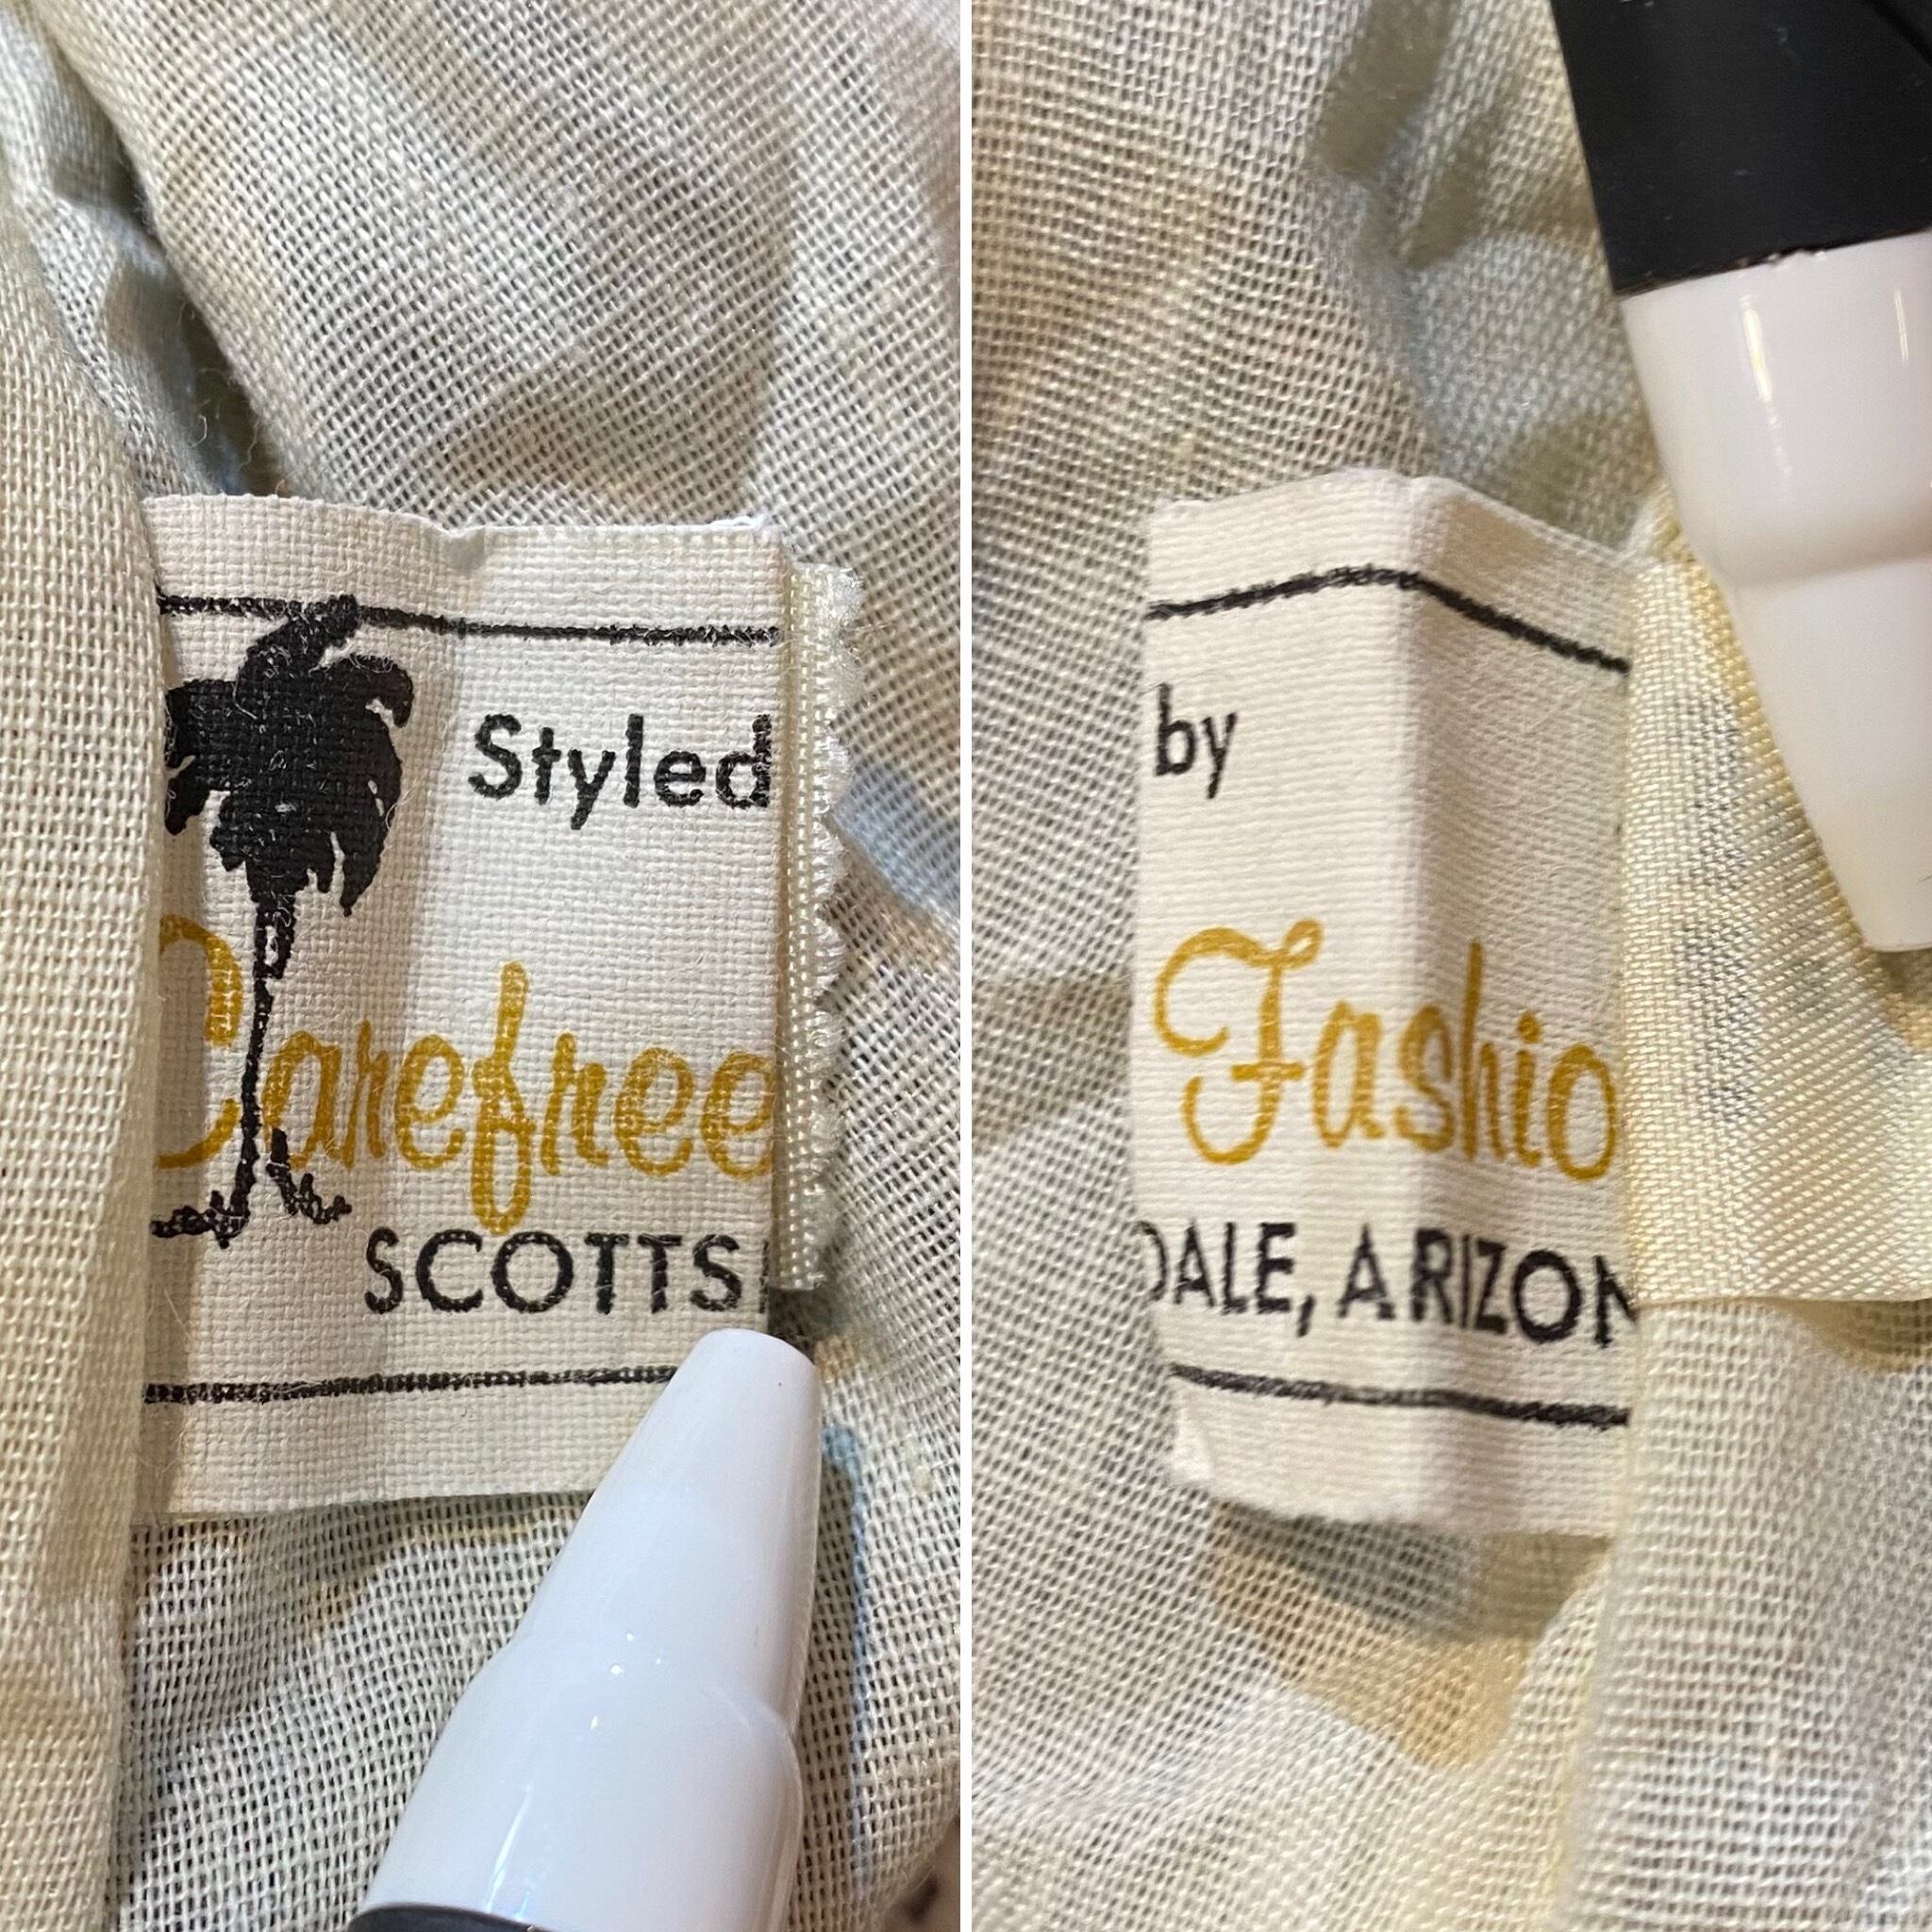 Styled
Carefree
SCOTTS
by
Fashio
DALE, ARIZON